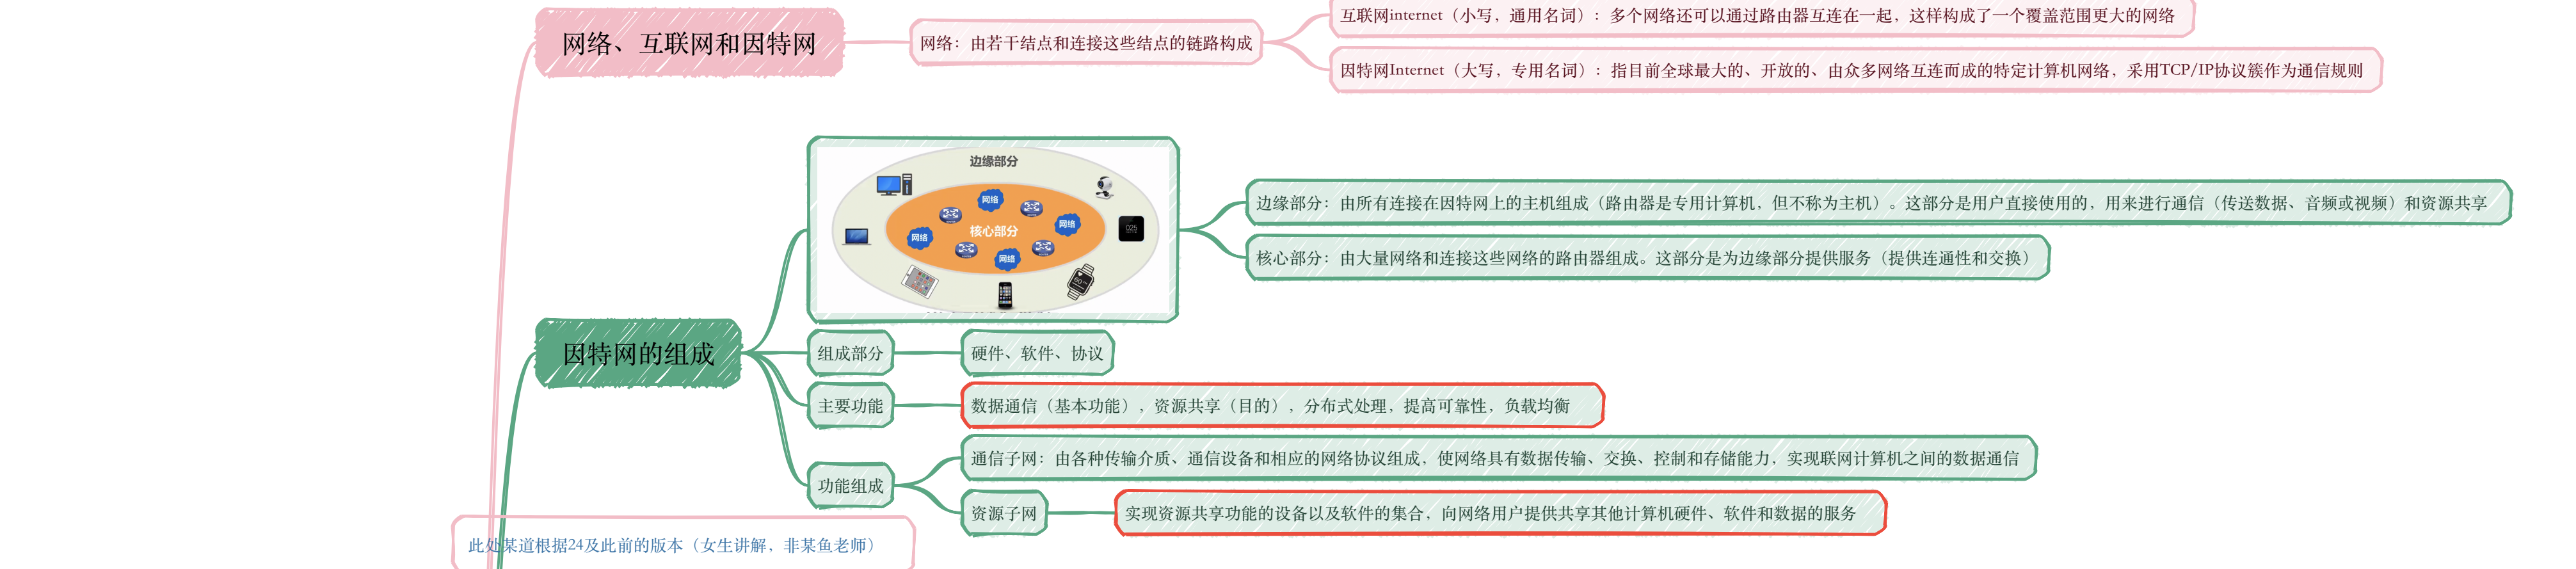 网络、互联网和因特网
网络：由若干结点和连接这些结点的链路构成
互联网internet（小写，通用名词）：多个网络还可以通过路由器互连在一起，这样构成了一个覆盖范围更大的网络
因特网Internet（大写，专用名词）：指目前全球最大的、开放的、由众多网络互连而成的特定计算机网络，采用TCP/IP协议簇作为通信规则
因特网的组成
边缘部分
网络
网络
核心部分
网络
网络
边缘部分：由所有连接在因特网上的主机组成（路由器是专用计算机，但不称为主机）。这部分是用户直接使用的，用来进行通信（传送数据、音频或视频）和资源共享
核心部分：由大量网络和连接这些网络的路由器组成。这部分是为边缘部分提供服务（提供连通性和交换）
组成部分
硬件、软件、协议
主要功能
数据通信（基本功能），资源共享（目的），分布式处理，提高可靠性，负载均衡
功能组成
通信子网：由各种传输介质、通信设备和相应的网络协议组成，使网络具有数据传输、交换、控制和存储能力，实现联网计算机之间的数据通信
资源子网
实现资源共享功能的设备以及软件的集合，向网络用户提供共享其他计算机硬件、软件和数据的服务
此处某道根据24及此前的版本（女生讲解，非某鱼老师）